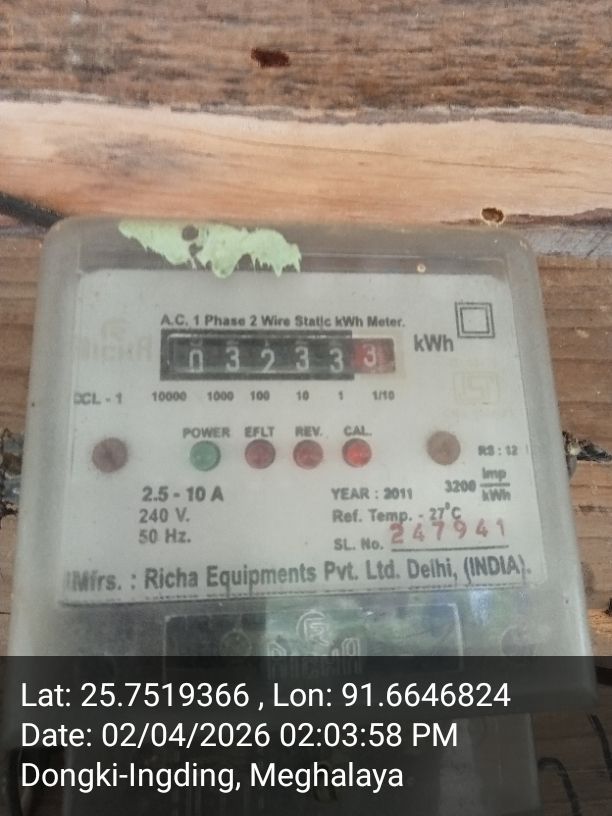 A.C. 1 Phase 2 Wire Static kWh Meter.
0 3 2 3 3 3 kWh
CCL - 1 10000 1000 100 10 1 1/10
POWER EFLT REV. CAL.
RS : 12
2.5 - 10 A YEAR : 2011 3200 imp/kWh
240 V. Ref. Temp. - 27°C
50 Hz. SL. No. 247941
Mfrs. : Richa Equipments Pvt. Ltd. Delhi, (INDIA).
Lat: 25.7519366 , Lon: 91.6646824
Date: 02/04/2026 02:03:58 PM
Dongki-Ingding, Meghalaya